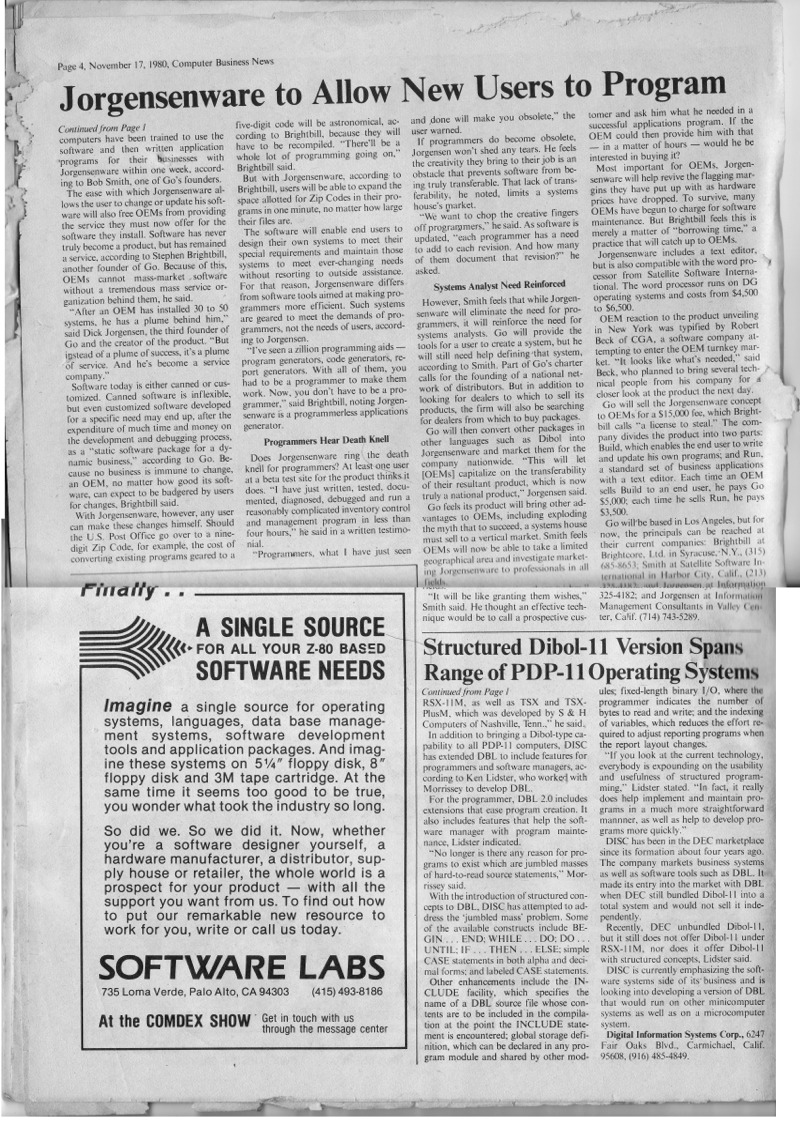 Page 4, November 17, 1980, Computer Business News
Jorgensenware to Allow New Users to Program
Continued from Page 1
computers have been trained to use the
software and then written application
programs for their businesses with
Jorgensenware within one week, accord-
ing to Bob Smith, one of Go's founders.
The ease with which Jorgensenware al-
lows the user to change or update his soft-
ware will also free OEMs from providing
the service they must now offer for the
software they install. Software has never
truly become a product, but has remained
a service, according to Stephen Brightbill,
another founder of Go. Because of this,
OEMs cannot mass-market software
without a tremendous mass service or-
ganization behind them, he said.
"After an OEM has installed 30 to 50
systems, he has a plume behind him,"
said Dick Jorgensen, the third founder of
Go and the creator of the product. "But
instead of a plume of success, it's a plume
of service. And he's become a service
company."
Software today is either canned or cus-
tomized. Canned software is inflexible,
but even customized software developed
for a specific need may end up, after the
expenditure of much time and money on
the development and debugging process,
as a "static software package for a dy-
namic business," according to Go. Be-
cause no business is immune to change,
an OEM, no matter how good its soft-
ware, can expect to be badgered by users
for changes, Brightbill said.
With Jorgensenware, however, any user
can make these changes himself. Should
the U.S. Post Office go over to a nine-
digit Zip Code, for example, the cost of
converting existing programs geared to a
five-digit code will be astronomical, ac-
cording to Brightbill, because they will
have to be recompiled. "There'll be a
whole lot of programming going on,"
Brightbill said.
But with Jorgensenware, according to
Brightbill, users will be able to expand the
space allotted for Zip Codes in their pro-
grams in one minute, no matter how large
their files are.
The software will enable end users to
design their own systems to meet their
special requirements and maintain those
systems to meet ever-changing needs
without resorting to outside assistance.
For that reason, Jorgensenware differs
from software tools aimed at making pro-
grammers more efficient. Such systems
are geared to meet the demands of pro-
grammers, not the needs of users, accord-
ing to Jorgensen.
"I've seen a zillion programming aids —
program generators, code generators, re-
port generators. With all of them, you
had to be a programmer to make them
work. Now, you don't have to be a pro-
grammer," said Brightbill, noting Jorgen-
senware is a programmerless applications
generator.
Programmers Hear Death Knell
Does Jorgensenware ring the death
knell for programmers? At least one user
at a beta test site for the product thinks it
does. "I have just written, tested, docu-
mented, diagnosed, debugged and run a
reasonably complicated inventory control
and management program in less than
four hours," he said in a written testimo-
nial.
"Programmers, what I have just seen
and done will make you obsolete," the
user warned.
If programmers do become obsolete,
Jorgensen won't shed any tears. He feels
the creativity they bring to their job is an
obstacle that prevents software from be-
ing truly transferable. That lack of trans-
ferability, he noted, limits a systems
house's market.
"We want to chop the creative fingers
off programmers," he said. As software is
updated, "each programmer has a need
to add to each revision. And how many
of them document that revision?" he
asked.
Systems Analyst Need Reinforced
However, Smith feels that while Jorgen-
senware will eliminate the need for pro-
grammers, it will reinforce the need for
systems analysts. Go will provide the
tools for a user to create a system, but he
will still need help defining that system,
according to Smith. Part of Go's charter
calls for the founding of a national net-
work of distributors. But in addition to
looking for dealers to which to sell its
products, the firm will also be searching
for dealers from which to buy packages.
Go will then convert other packages in
other languages such as Dibol into
Jorgensenware and market them for the
company nationwide. "This will let
[OEMs] capitalize on the transferability
of their resultant product, which is now
truly a national product," Jorgensen said.
Go feels its product will bring other ad-
vantages to OEMs, including exploding
the myth that to succeed, a systems house
must sell to a vertical market. Smith feels
OEMs will now be able to take a limited
geographical area and investigate market-
ing Jorgensenware to professionals in all
fields.
"It will be like granting them wishes,"
Smith said. He thought an effective tech-
nique would be to call a prospective cus-
tomer and ask him what he needed in a
successful applications program. If the
OEM could then provide him with that
— in a matter of hours — would he be
interested in buying it?
Most important for OEMs, Jorgen-
senware will help revive the flagging mar-
gins they have put up with as hardware
prices have dropped. To survive, many
OEMs have begun to charge for software
maintenance. But Brightbill feels this is
merely a matter of "borrowing time," a
practice that will catch up to OEMs.
Jorgensenware includes a text editor,
but is also compatible with the word pro-
cessor from Satellite Software Interna-
tional. The word processor runs on DG
operating systems and costs from $4,500
to $6,500.
OEM reaction to the product unveiling
in New York was typified by Robert
Beck of CGA, a software company at-
tempting to enter the OEM turnkey mar-
ket. "It looks like what's needed," said
Beck, who planned to bring several tech-
nical people from his company for a
closer look at the product the next day.
Go will sell the Jorgensenware concept
to OEMs for a $15,000 fee, which Bright-
bill calls "a license to steal." The com-
pany divides the product into two parts:
Build, which enables the end user to write
and update his own programs; and Run,
a standard set of business applications
with a text editor. Each time an OEM
sells Build to an end user, he pays Go
$5,000; each time he sells Run, he pays
$3,500.
Go will be based in Los Angeles, but for
now, the principals can be reached at
their current companies: Brightbill at
Brightcore, Ltd. in Syracuse, N.Y., (315)
685-8653; Smith at Satellite Software In-
ternational in Harbor City, Calif., (213)
325-4182; and Jorgensen at Information
Management Consultants in Valley Cen-
ter, Calif. (714) 743-5289.
Finally . .
A SINGLE SOURCE
FOR ALL YOUR Z-80 BASED
SOFTWARE NEEDS
Imagine a single source for operating
systems, languages, data base manage-
ment systems, software development
tools and application packages. And imag-
ine these systems on 5¼" floppy disk, 8"
floppy disk and 3M tape cartridge. At the
same time it seems too good to be true,
you wonder what took the industry so long.
So did we. So we did it. Now, whether
you're a software designer yourself, a
hardware manufacturer, a distributor, sup-
ply house or retailer, the whole world is a
prospect for your product — with all the
support you want from us. To find out how
to put our remarkable new resource to
work for you, write or call us today.
SOFTWARE LABS
735 Loma Verde, Palo Alto, CA 94303 (415) 493-8186
At the COMDEX SHOW Get in touch with us
through the message center
Structured Dibol-11 Version Spans
Range of PDP-11 Operating Systems
Continued from Page 1
RSX-11M, as well as TSX and TSX-
PlusM, which was developed by S & H
Computers of Nashville, Tenn.," he said.
In addition to bringing a Dibol-type ca-
pability to all PDP-11 computers, DISC
has extended DBL to include features for
programmers and software managers, ac-
cording to Ken Lidster, who worked with
Morrissey to develop DBL.
For the programmer, DBL 2.0 includes
extensions that ease program creation. It
also includes features that help the soft-
ware manager with program mainte-
nance, Lidster indicated.
"No longer is there any reason for pro-
grams to exist which are jumbled masses
of hard-to-read source statements," Mor-
rissey said.
With the introduction of structured con-
cepts to DBL, DISC has attempted to ad-
dress the 'jumbled mass' problem. Some
of the available constructs include BE-
GIN . . . END; WHILE . . . DO; DO . . .
UNTIL; IF . . . THEN . . . ELSE; simple
CASE statements in both alpha and deci-
mal forms; and labeled CASE statements.
Other enhancements include the IN-
CLUDE facility, which specifies the
name of a DBL source file whose con-
tents are to be included in the compila-
tion at the point the INCLUDE state-
ment is encountered; global storage defi-
nition, which can be declared in any pro-
gram module and shared by other mod-
ules; fixed-length binary I/O, where the
programmer indicates the number of
bytes to read and write; and the indexing
of variables, which reduces the effort re-
quired to adjust reporting programs when
the report layout changes.
"If you look at the current technology,
everybody is expounding on the usability
and usefulness of structured program-
ming," Lidster stated. "In fact, it really
does help implement and maintain pro-
grams in a much more straightforward
mannner, as well as help to develop pro-
grams more quickly."
DISC has been in the DEC marketplace
since its formation about four years ago.
The company markets business systems
as well as software tools such as DBL. It
made its entry into the market with DBL
when DEC still bundled Dibol-11 into a
total system and would not sell it inde-
pendently.
Recently, DEC unbundled Dibol-11,
but it still does not offer Dibol-11 under
RSX-11M, nor does it offer Dibol-11
with structured concepts, Lidster said.
DISC is currently emphasizing the soft-
ware systems side of its business and is
looking into developing a version of DBL
that would run on other minicomputer
systems as well as on a microcomputer
system.
Digital Information Systems Corp., 6247
Fair Oaks Blvd., Carmichael, Calif.
95608, (916) 485-4849.